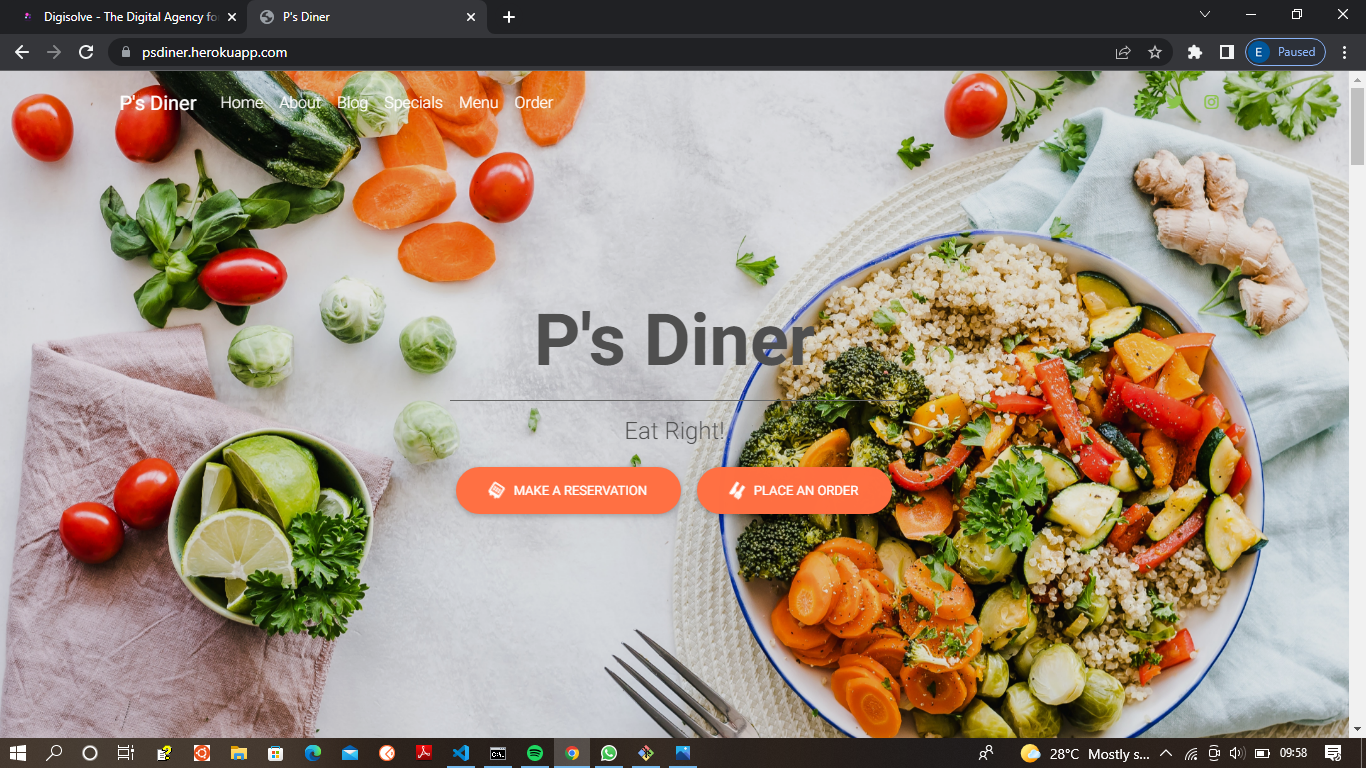 Digisolve - The Digital Agency fo
P's Diner
psdiner.herokuapp.com
E Paused
P's Diner Home About Blog Specials Menu Order
P's Diner
Eat Right!
MAKE A RESERVATION PLACE AN ORDER
28°C Mostly s... 09:58